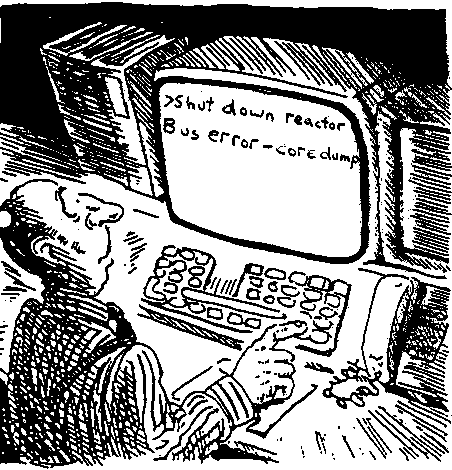 >Shut down reactor
Bus error-core dump